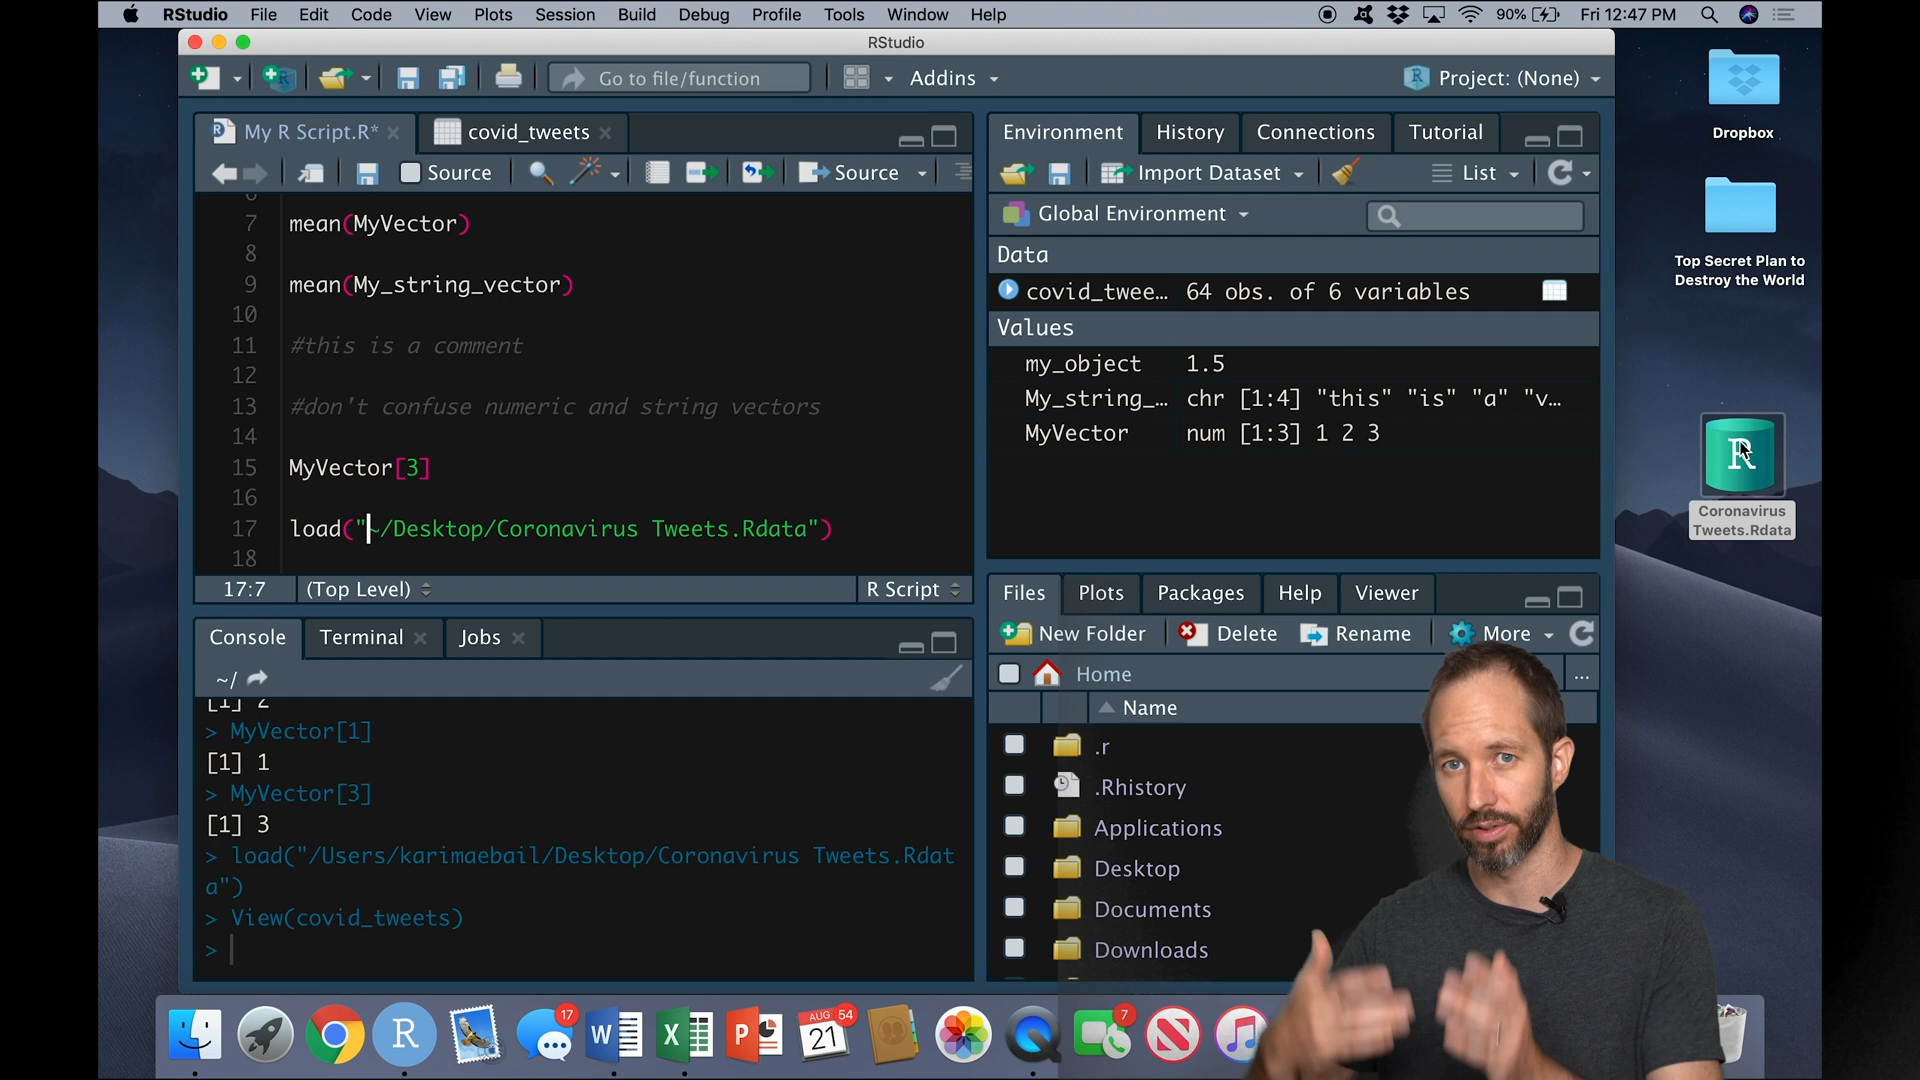 RStudio File Edit Code View Plots Session Build Debug Profile Tools Window Help 90% Fri 12:47 PM
RStudio
Go to file/function Addins Project: (None)
My R Script.R* covid_tweets
Source Source
7 mean(MyVector)
8
9 mean(My_string_vector)
10
11 #this is a comment
12
13 #don't confuse numeric and string vectors
14
15 MyVector[3]
16
17 load("~/Desktop/Coronavirus Tweets.Rdata")
18
17:7 (Top Level) R Script
Console Terminal Jobs
~/
[1] 2
> MyVector[1]
[1] 1
> MyVector[3]
[1] 3
> load("/Users/karimaebail/Desktop/Coronavirus Tweets.Rdat
a")
> View(covid_tweets)
>
Environment History Connections Tutorial
Import Dataset List
Global Environment
Data
covid_twee… 64 obs. of 6 variables
Values
my_object 1.5
My_string_… chr [1:4] "this" "is" "a" "v…
MyVector num [1:3] 1 2 3
Files Plots Packages Help Viewer
New Folder Delete Rename More
Home ...
Name
.r
.Rhistory
Applications
Desktop
Documents
Downloads
Dropbox
Top Secret Plan to
Destroy the World
R
Coronavirus
Tweets.Rdata
R 17 W X P AUG 54 21 7 N